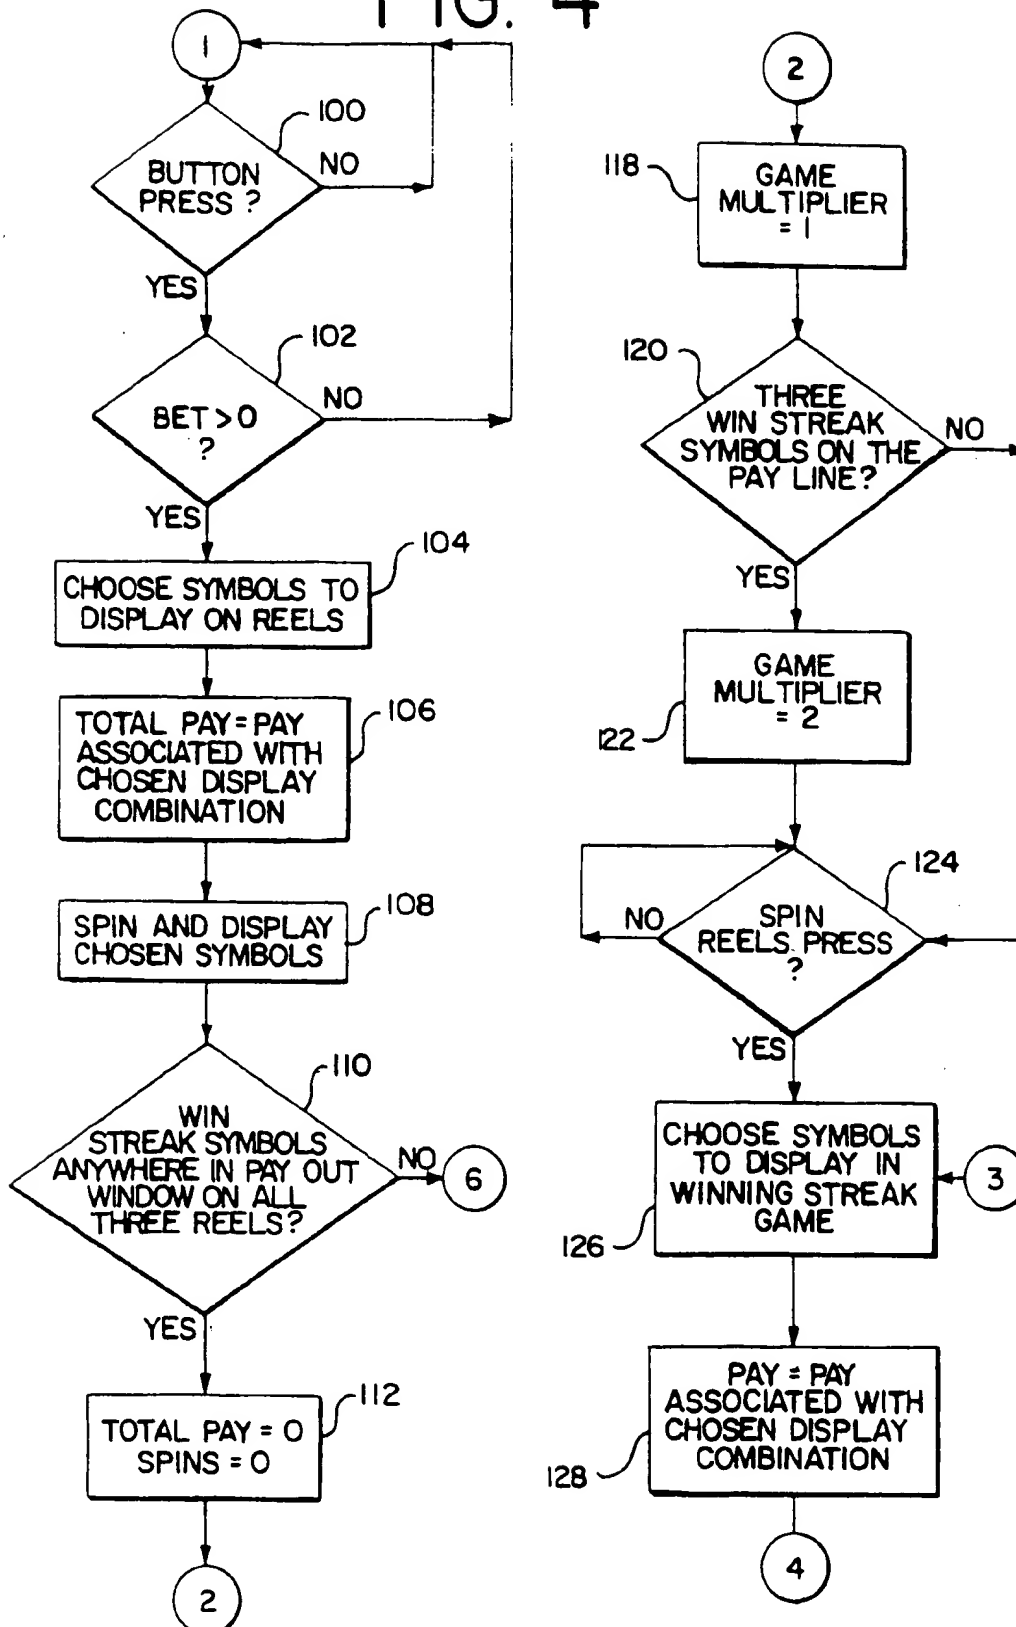 FIG. 4
1
100
BUTTON
PRESS ?
NO
YES
102
BET > 0
?
NO
YES
104
CHOOSE SYMBOLS TO
DISPLAY ON REELS
106
TOTAL PAY = PAY
ASSOCIATED WITH
CHOSEN DISPLAY
COMBINATION
108
SPIN AND DISPLAY
CHOSEN SYMBOLS
110
WIN
STREAK SYMBOLS
ANYWHERE IN PAY OUT
WINDOW ON ALL
THREE REELS?
NO
6
YES
112
TOTAL PAY = 0
SPINS = 0
2
2
118
GAME
MULTIPLIER
= 1
120
THREE
WIN STREAK
SYMBOLS ON THE
PAY LINE?
NO
YES
GAME
MULTIPLIER
= 2
122
124
SPIN
REELS PRESS
?
NO
YES
CHOOSE SYMBOLS
TO DISPLAY IN
WINNING STREAK
GAME
3
126
PAY = PAY
ASSOCIATED WITH
CHOSEN DISPLAY
COMBINATION
128
4